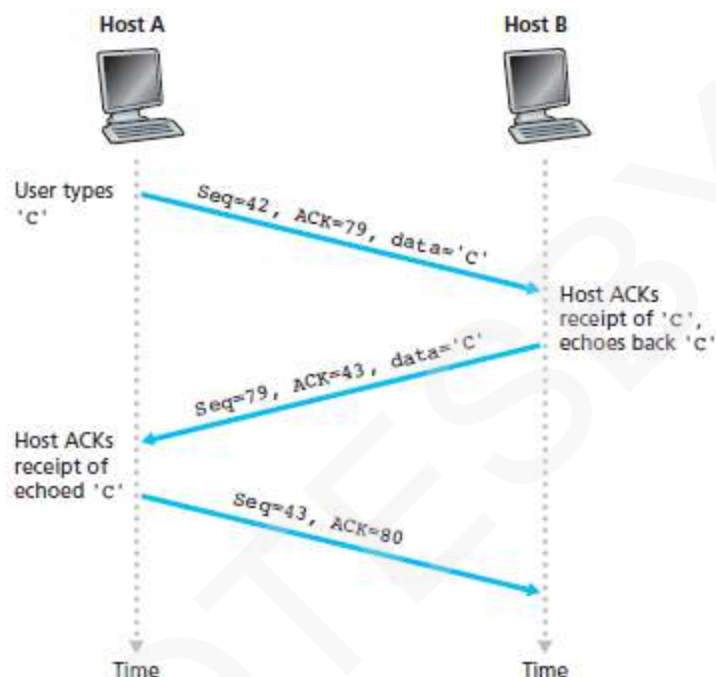 Host A
Host B
User types
'C'
Seq=42, ACK=79, data='C'
Host ACKs
receipt of 'C',
echoes back 'C'
Seq=79, ACK=43, data='C'
Host ACKs
receipt of
echoed 'C'
Seq=43, ACK=80
Time
Time